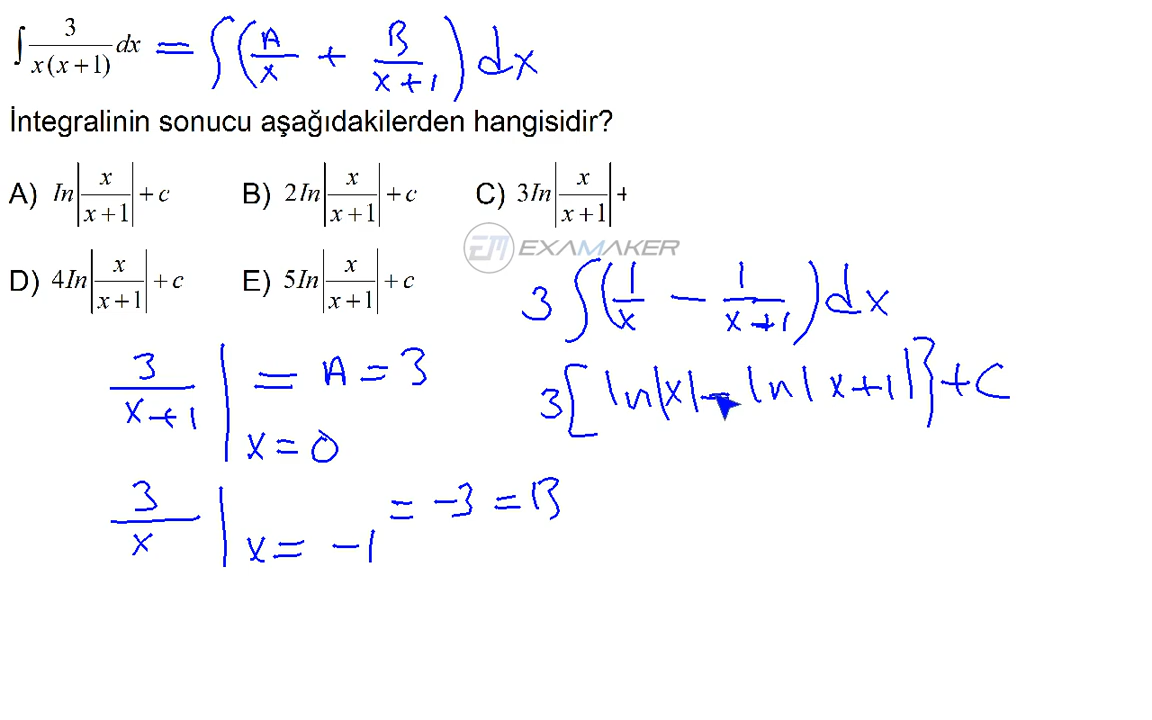 ∫ 3/(x(x+1)) dx = ∫(A/x + B/(x+1)) dx
İntegralinin sonucu aşağıdakilerden hangisidir?
A) In|x/(x+1)|+c B) 2In|x/(x+1)|+c C) 3In|x/(x+1)|+
EM EXAMAKER
D) 4In|x/(x+1)|+c E) 5In|x/(x+1)|+c
3∫(1/x − 1/(x+1)) dx
3/(x+1) | x=0 = A = 3
3[ln|x| − ln|x+1|] + C
3/x | x = −1 = −3 = B